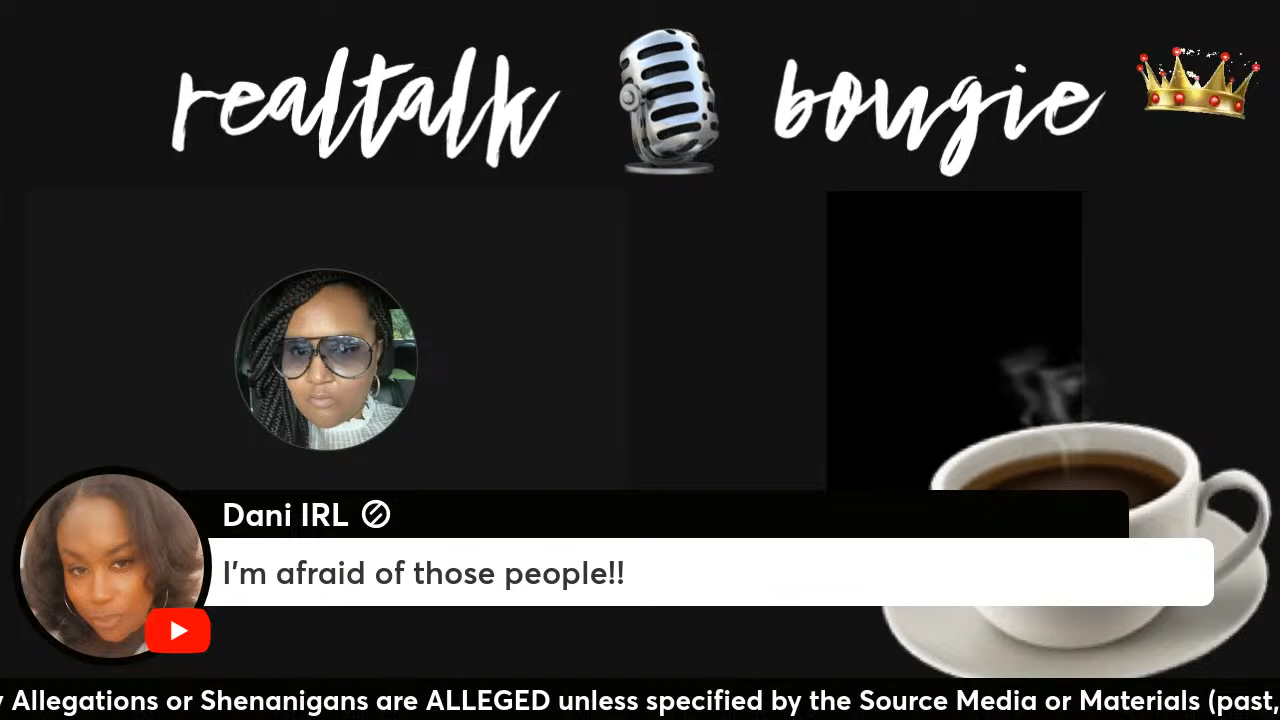 realtalk bougie
Dani IRL
I'm afraid of those people!!
Allegations or Shenanigans are ALLEGED unless specified by the Source Media or Materials (past,